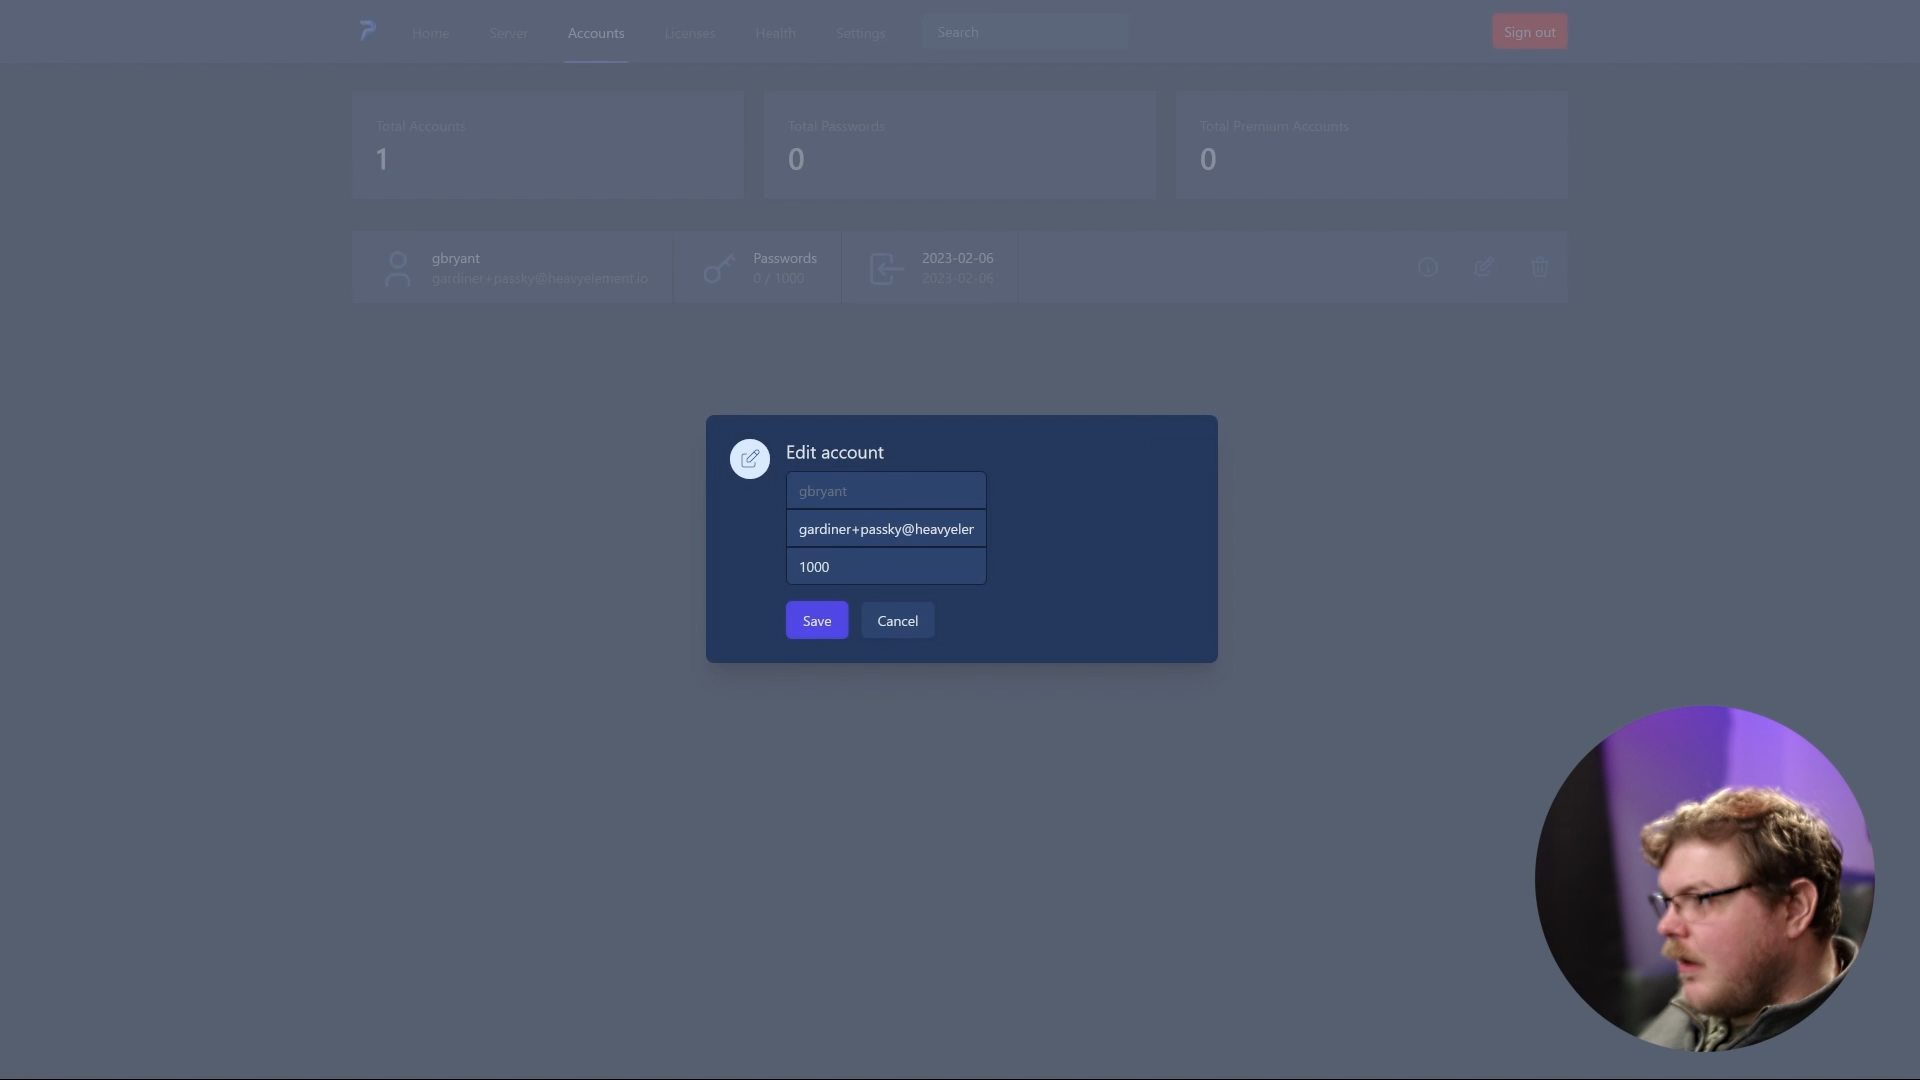 Home Server Accounts Licenses Health Settings Search Sign out
Total Accounts Total Passwords Total Premium Accounts
1 0 0
gbryant Passwords 2023-02-06
gardiner+passky@heavyelement.io 0 / 1000 2023-02-06
Edit account
gbryant
gardiner+passky@heavyeler
1000
Save Cancel